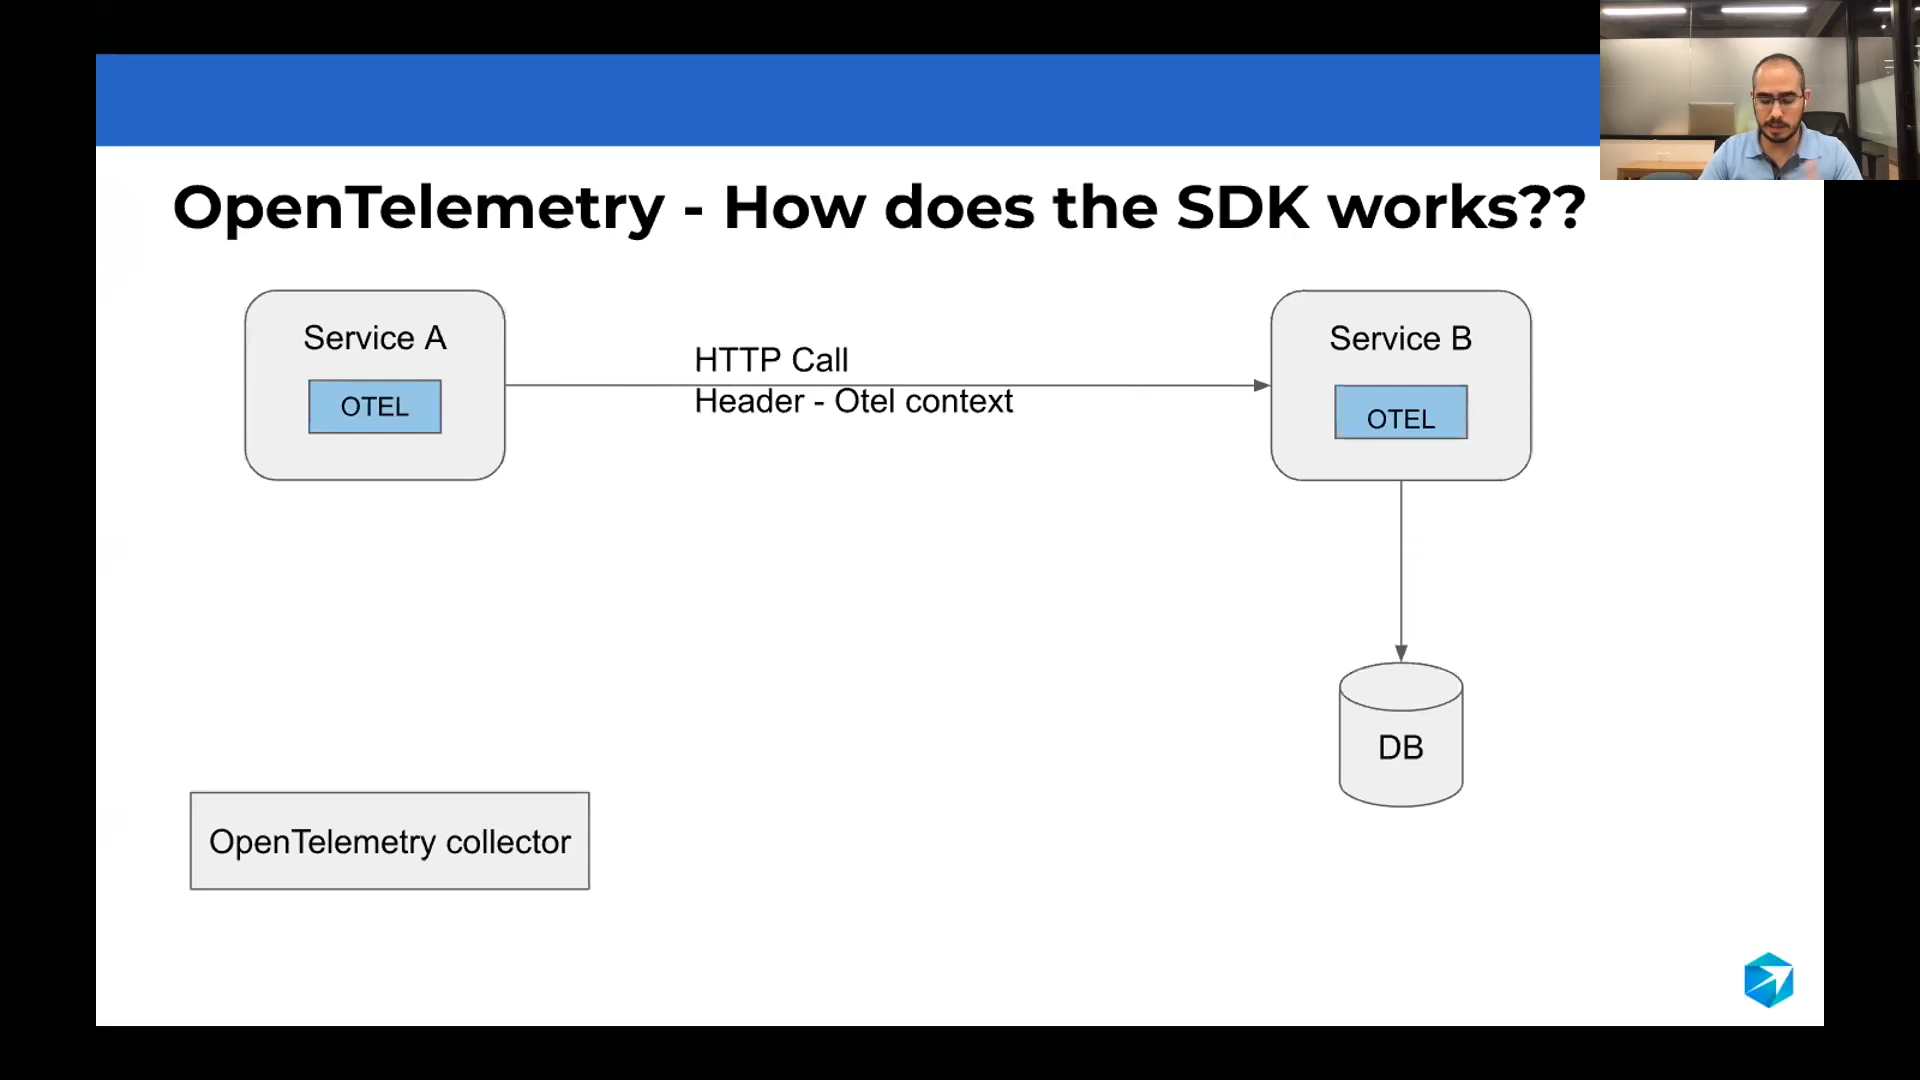 OpenTelemetry - How does the SDK works??
Service A
OTEL
HTTP Call
Header - Otel context
Service B
OTEL
DB
OpenTelemetry collector